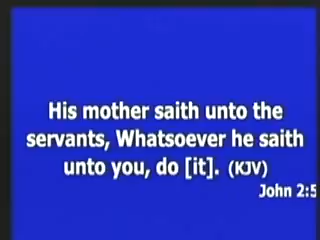 His mother saith unto the
servants, Whatsoever he saith
unto you, do [it]. (KJV)
John 2:5